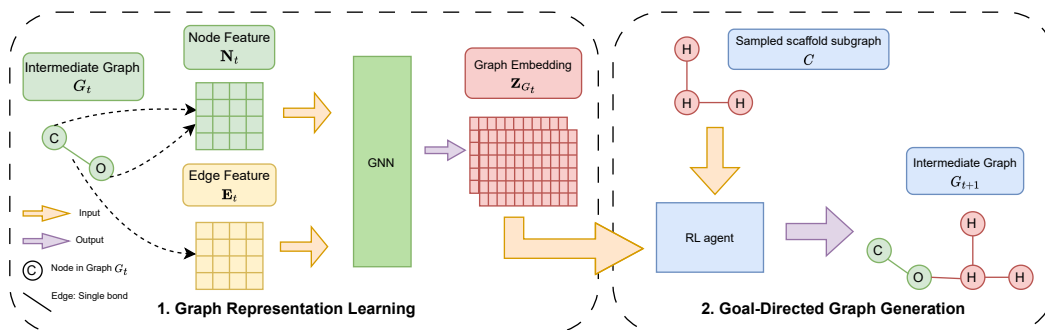 Node Feature
N_t
Intermediate Graph
G_t
C
O
Edge Feature
E_t
Input
Output
C Node in Graph G_t
Edge: Single bond
GNN
Graph Embedding
Z_{G_t}
1. Graph Representation Learning
Sampled scaffold subgraph
C
H
H
H
RL agent
Intermediate Graph
G_{t+1}
C
O
H
H
H
2. Goal-Directed Graph Generation